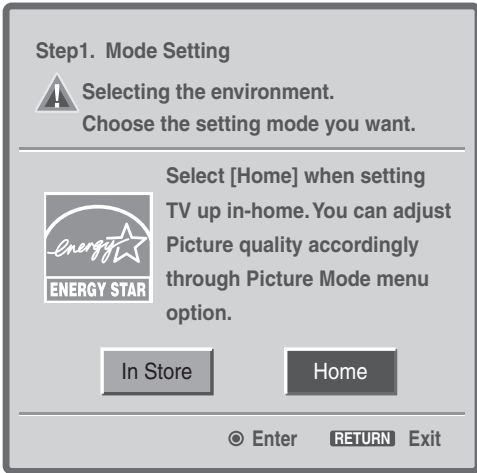 Step1. Mode Setting
Selecting the environment.
Choose the setting mode you want.
Select [Home] when setting
TV up in-home. You can adjust
Picture quality accordingly
through Picture Mode menu
option.
energy
ENERGY STAR
In Store
Home
Enter RETURN Exit